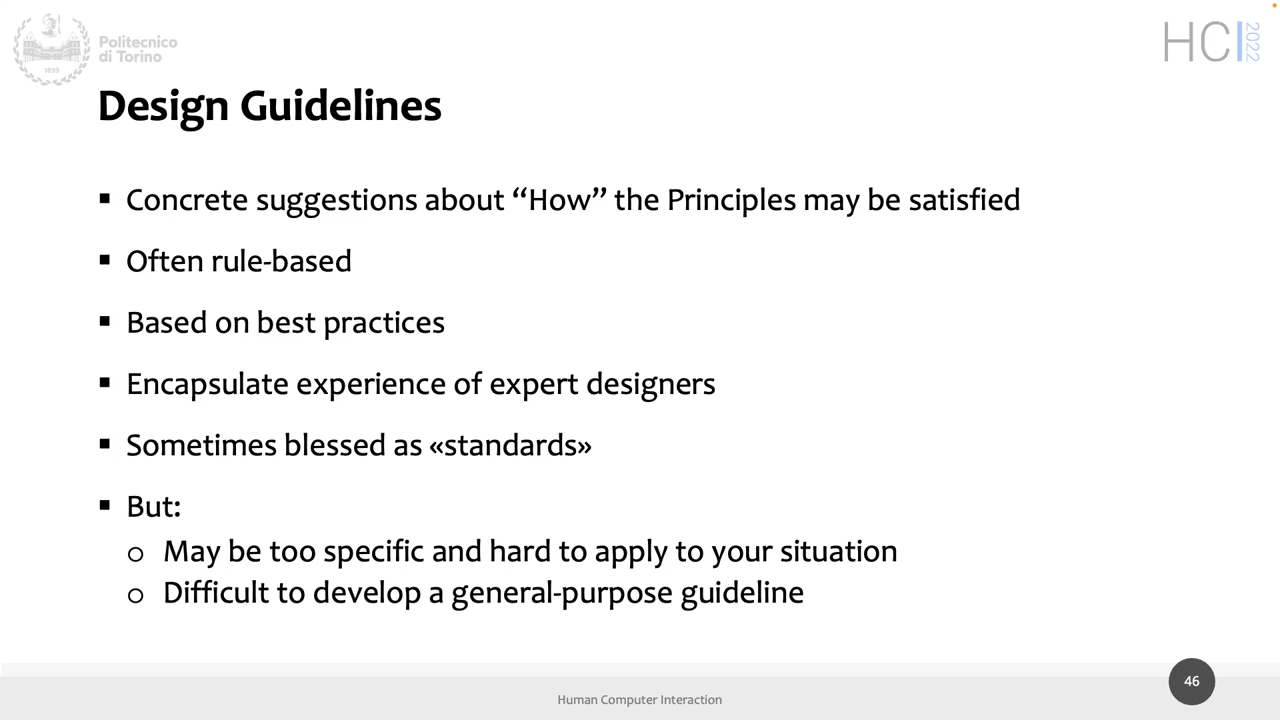 Politecnico
di Torino
1859
HCI 2022
Design Guidelines
▪ Concrete suggestions about “How” the Principles may be satisfied
▪ Often rule-based
▪ Based on best practices
▪ Encapsulate experience of expert designers
▪ Sometimes blessed as «standards»
▪ But:
o May be too specific and hard to apply to your situation
o Difficult to develop a general-purpose guideline
46
Human Computer Interaction